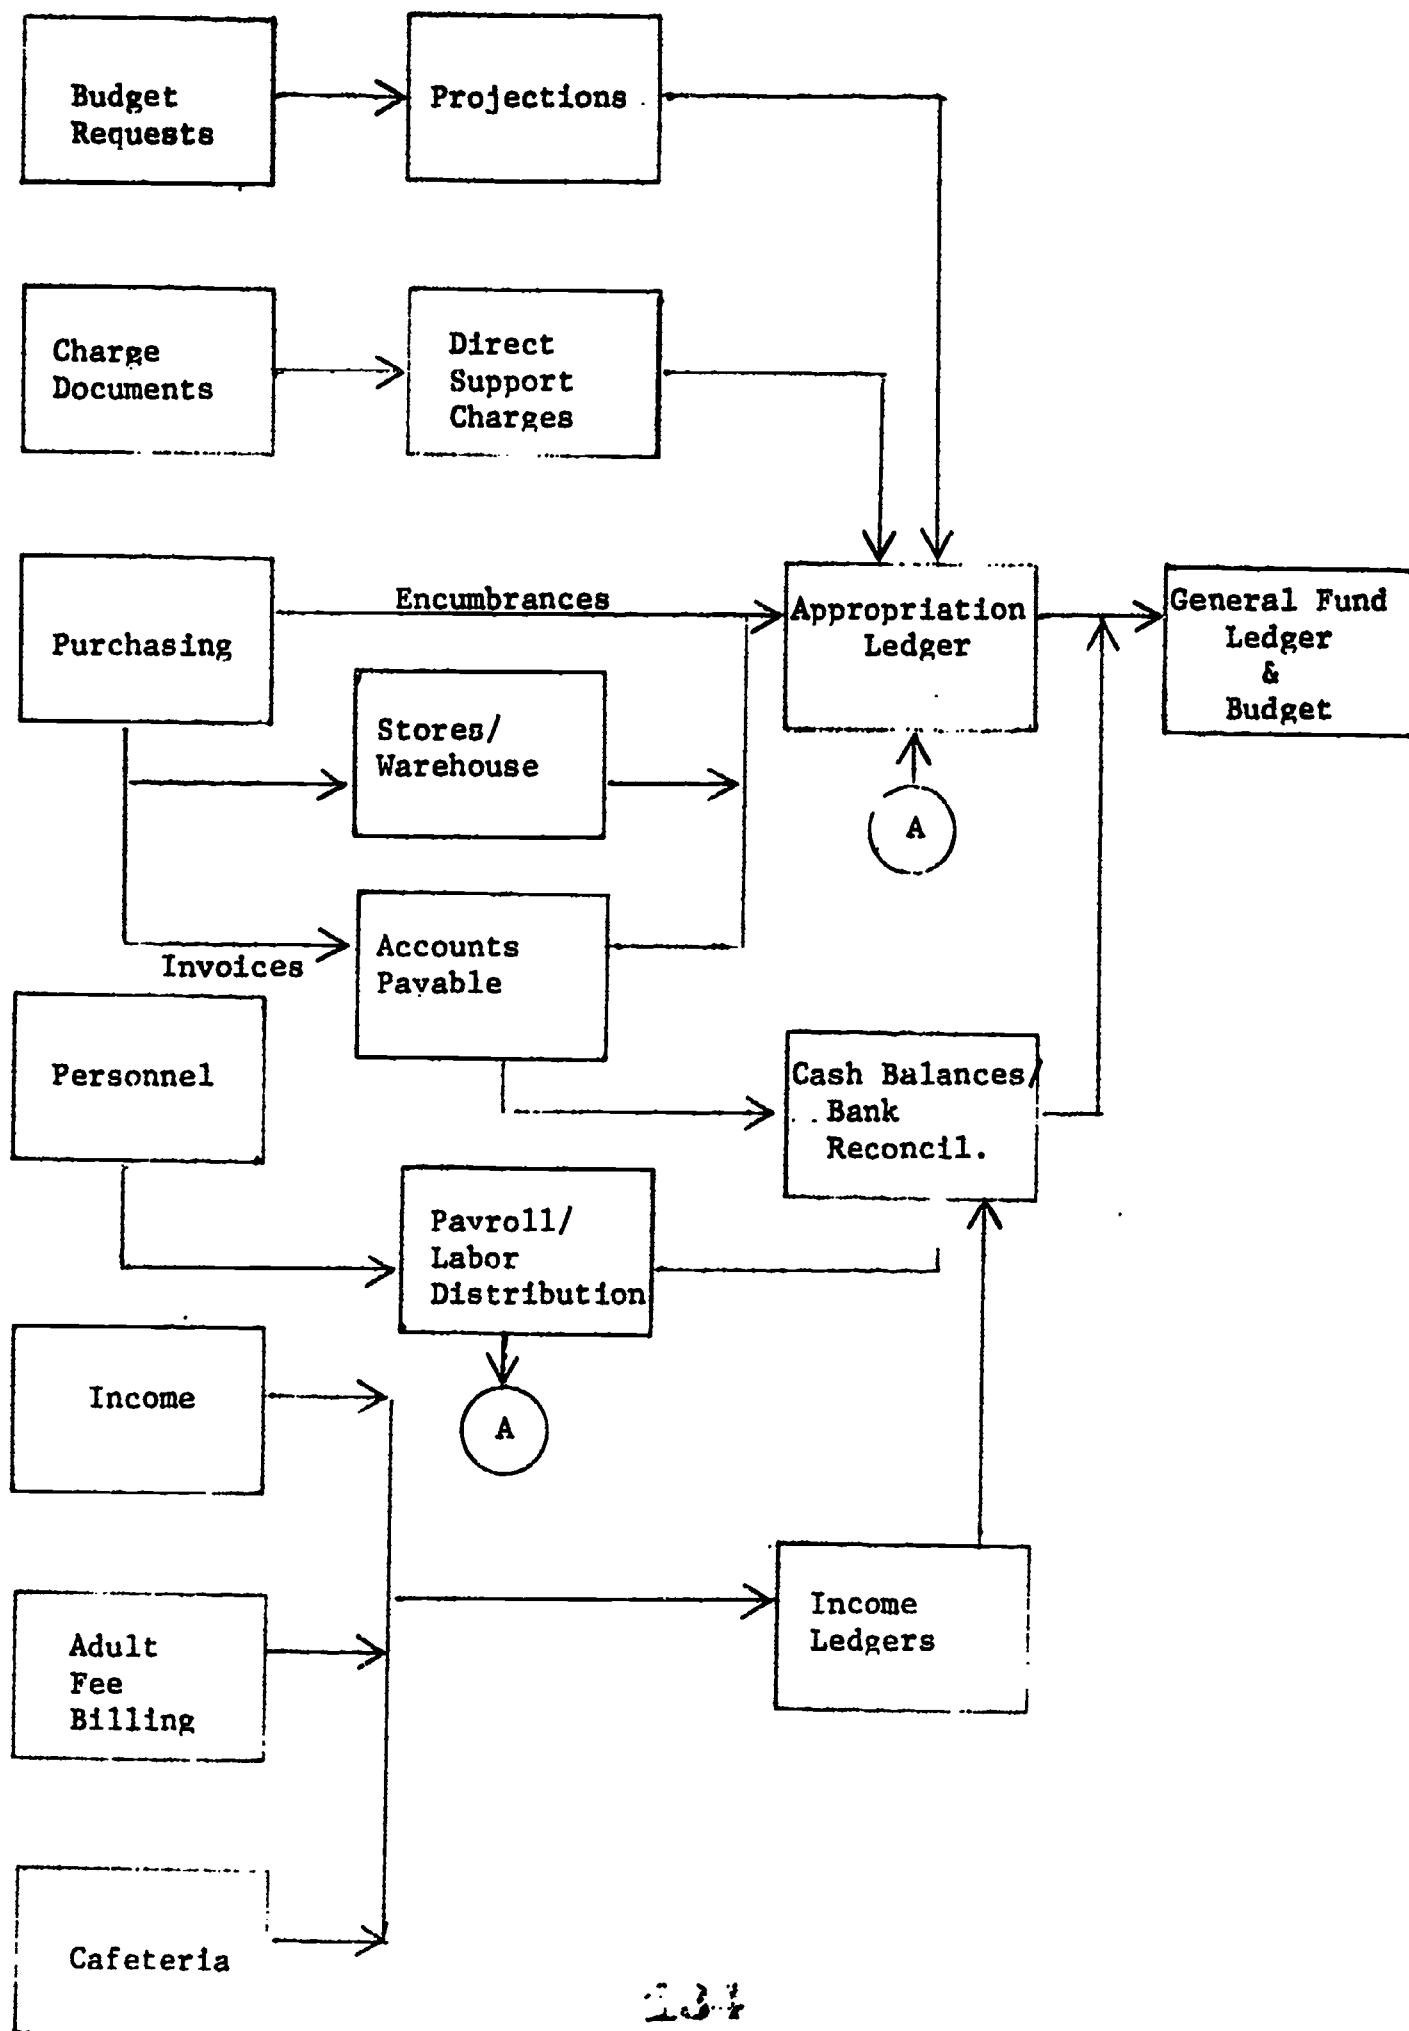 Budget
Requests
Projections
Charge
Documents
Direct
Support
Charges
Purchasing
Encumbrances
Appropriation
Ledger
General Fund
Ledger
&
Budget
Stores/
Warehouse
A
Invoices
Accounts
Payable
Personnel
Cash Balances/
Bank
Reconcil.
Payroll/
Labor
Distribution
Income
A
Adult
Fee
Billing
Income
Ledgers
Cafeteria